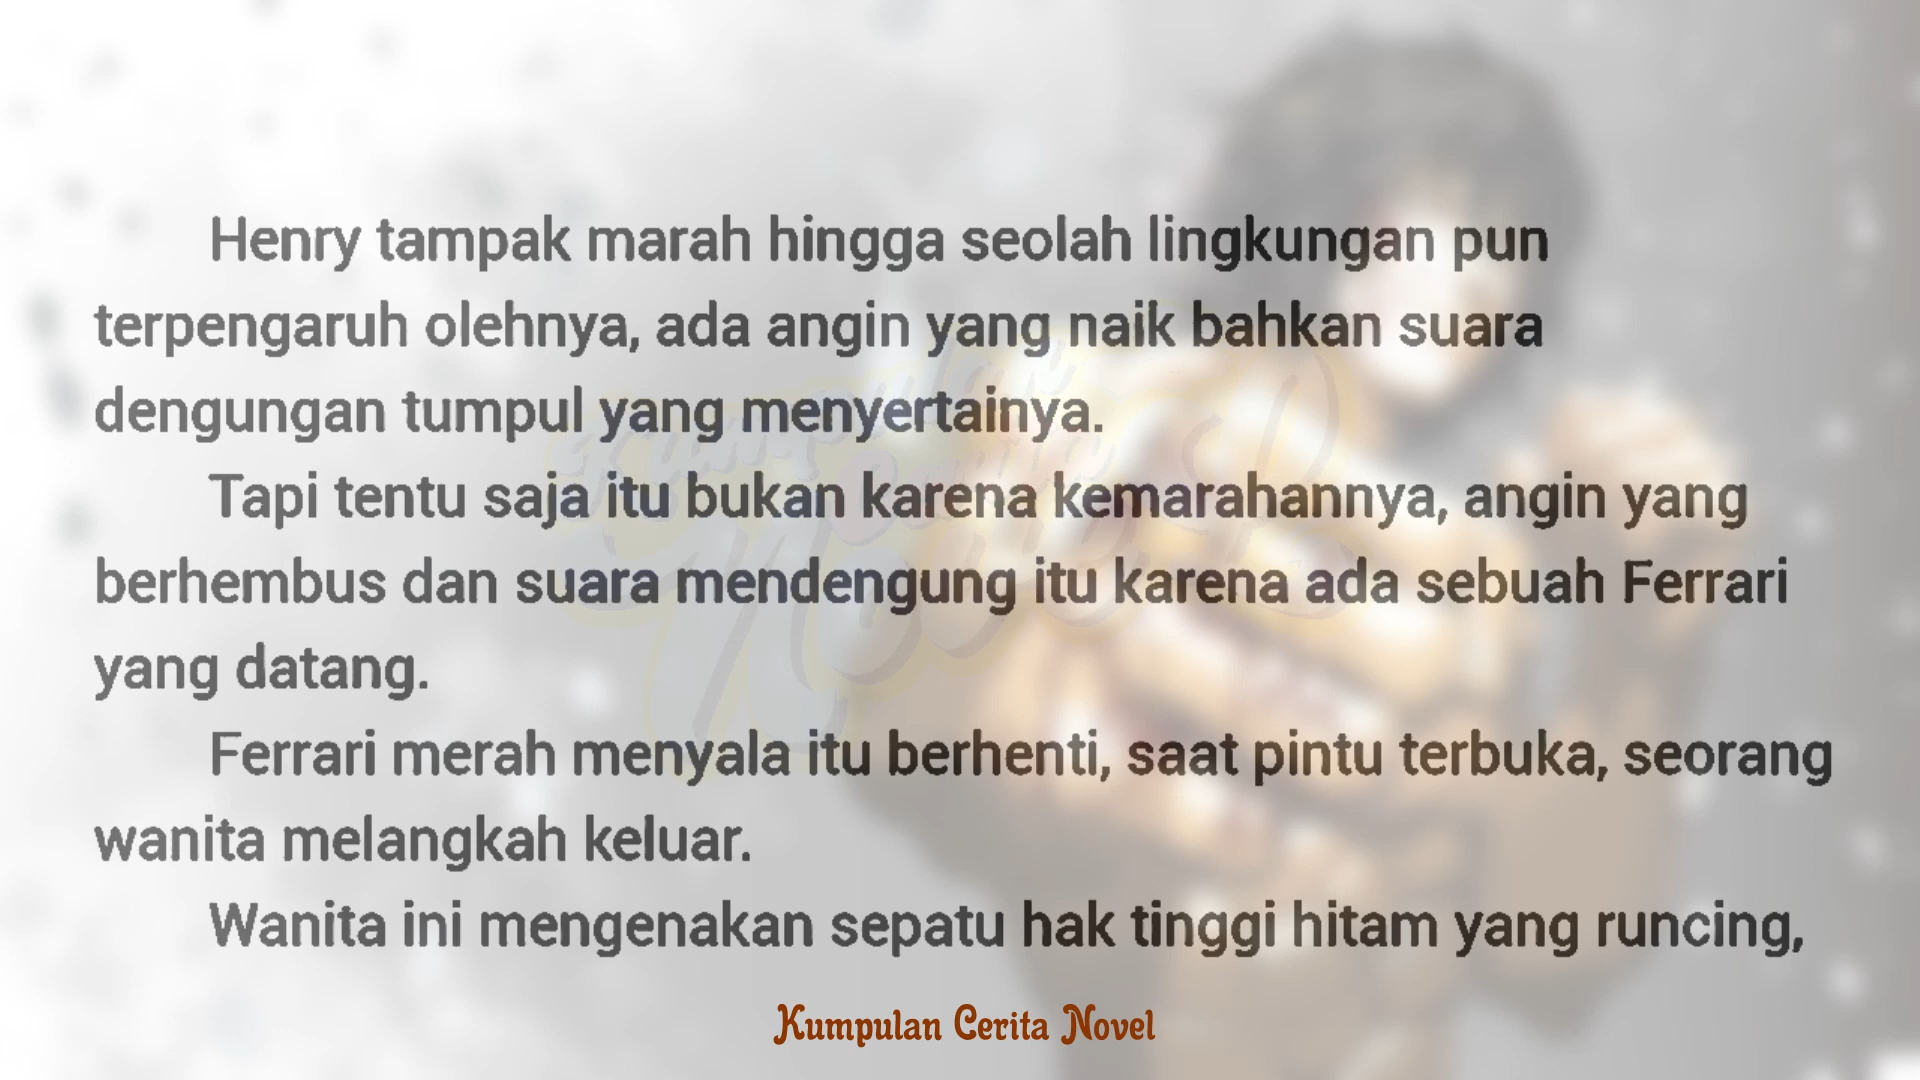 Henry tampak marah hingga seolah lingkungan pun
terpengaruh olehnya, ada angin yang naik bahkan suara
dengungan tumpul yang menyertainya.
Tapi tentu saja itu bukan karena kemarahannya, angin yang
berhembus dan suara mendengung itu karena ada sebuah Ferrari
yang datang.
Ferrari merah menyala itu berhenti, saat pintu terbuka, seorang
wanita melangkah keluar.
Wanita ini mengenakan sepatu hak tinggi hitam yang runcing,
Kumpulan Cerita Novel
Kumpulan
Cerita
Novel